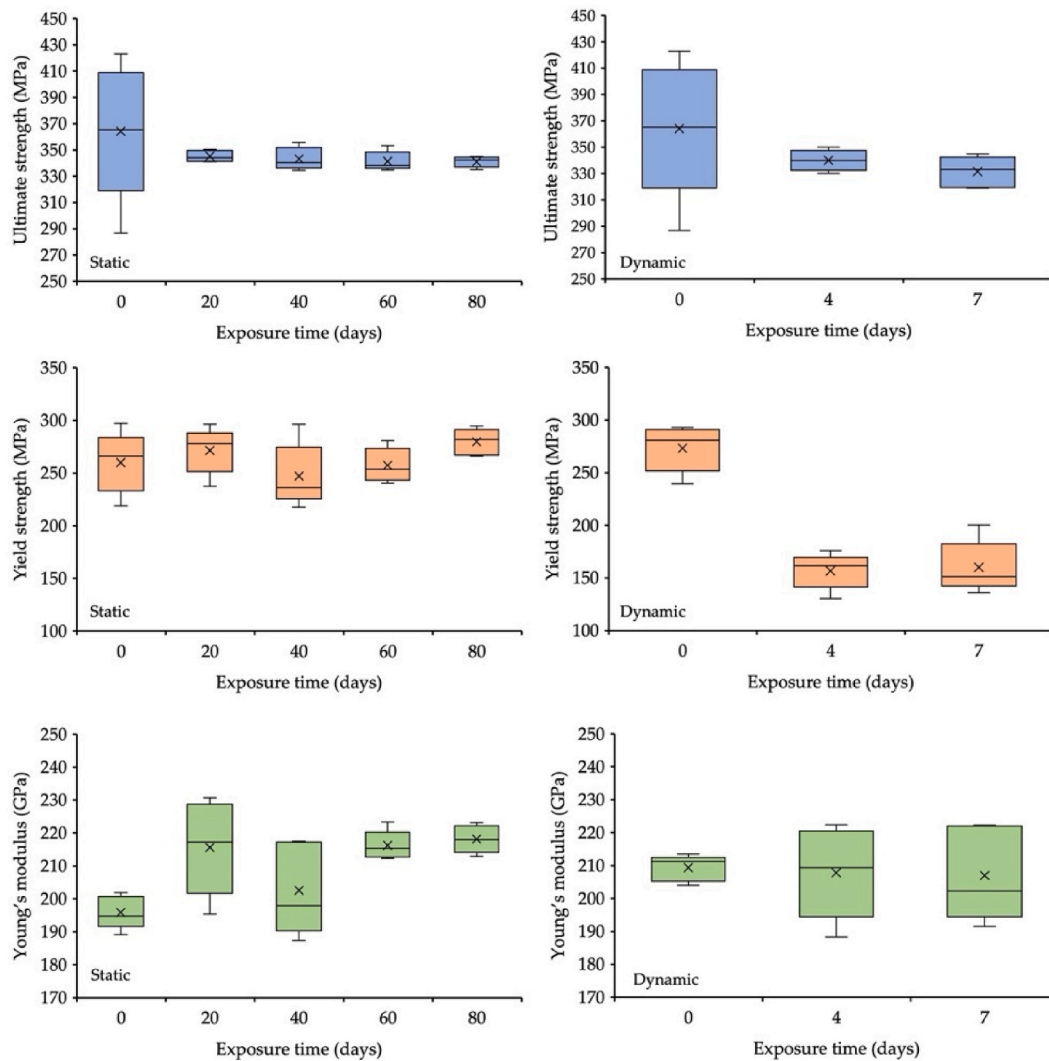 Ultimate strength (MPa)
450
430
410
390
370
350
330
310
290
270
250
Static
0 20 40 60 80
Exposure time (days)
Ultimate strength (MPa)
450
430
410
390
370
350
330
310
290
270
250
Dynamic
0 4 7
Exposure time (days)
Yield strength (MPa)
350
300
250
200
150
100
Static
0 20 40 60 80
Exposure time (days)
Yield strength (MPa)
350
300
250
200
150
100
Dynamic
0 4 7
Exposure time (days)
Young's modulus (GPa)
250
240
230
220
210
200
190
180
170
Static
0 20 40 60 80
Exposure time (days)
Young's modulus (GPa)
250
240
230
220
210
200
190
180
170
Dynamic
0 4 7
Exposure time (days)